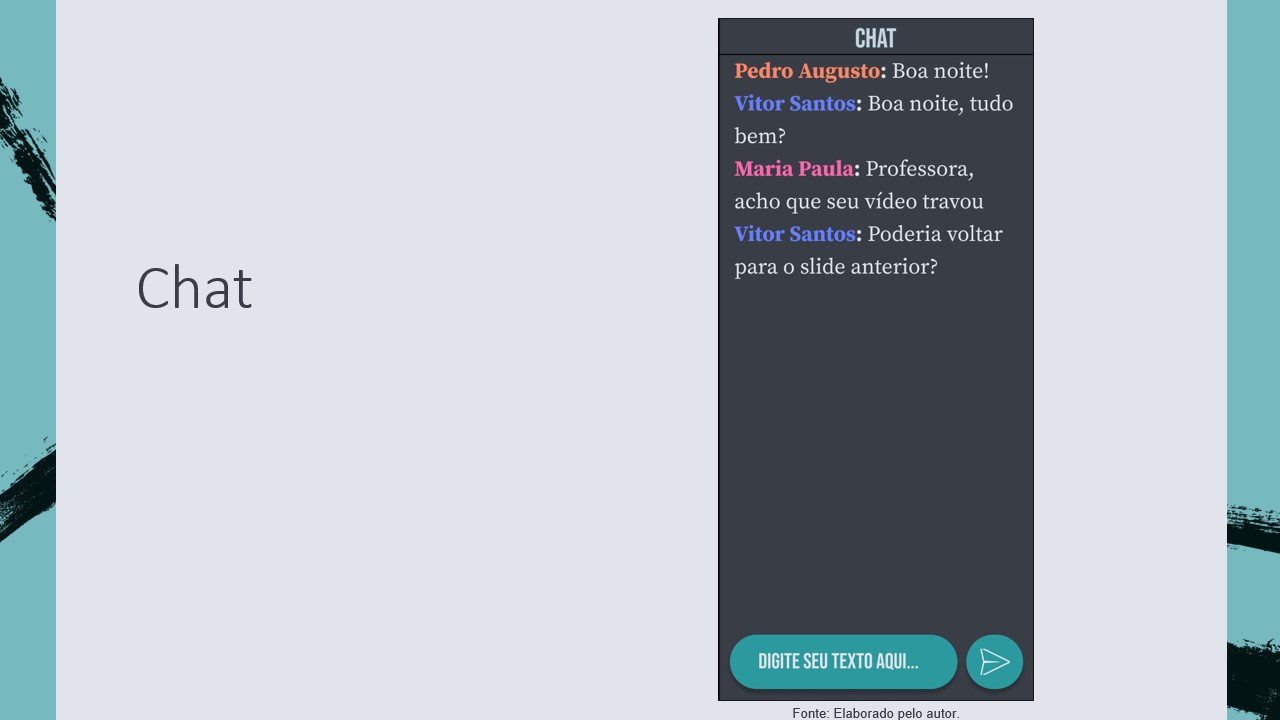 Chat
CHAT
Pedro Augusto: Boa noite!
Vitor Santos: Boa noite, tudo
bem?
Maria Paula: Professora,
acho que seu vídeo travou
Vitor Santos: Poderia voltar
para o slide anterior?
DIGITE SEU TEXTO AQUI...
Fonte: Elaborado pelo autor.